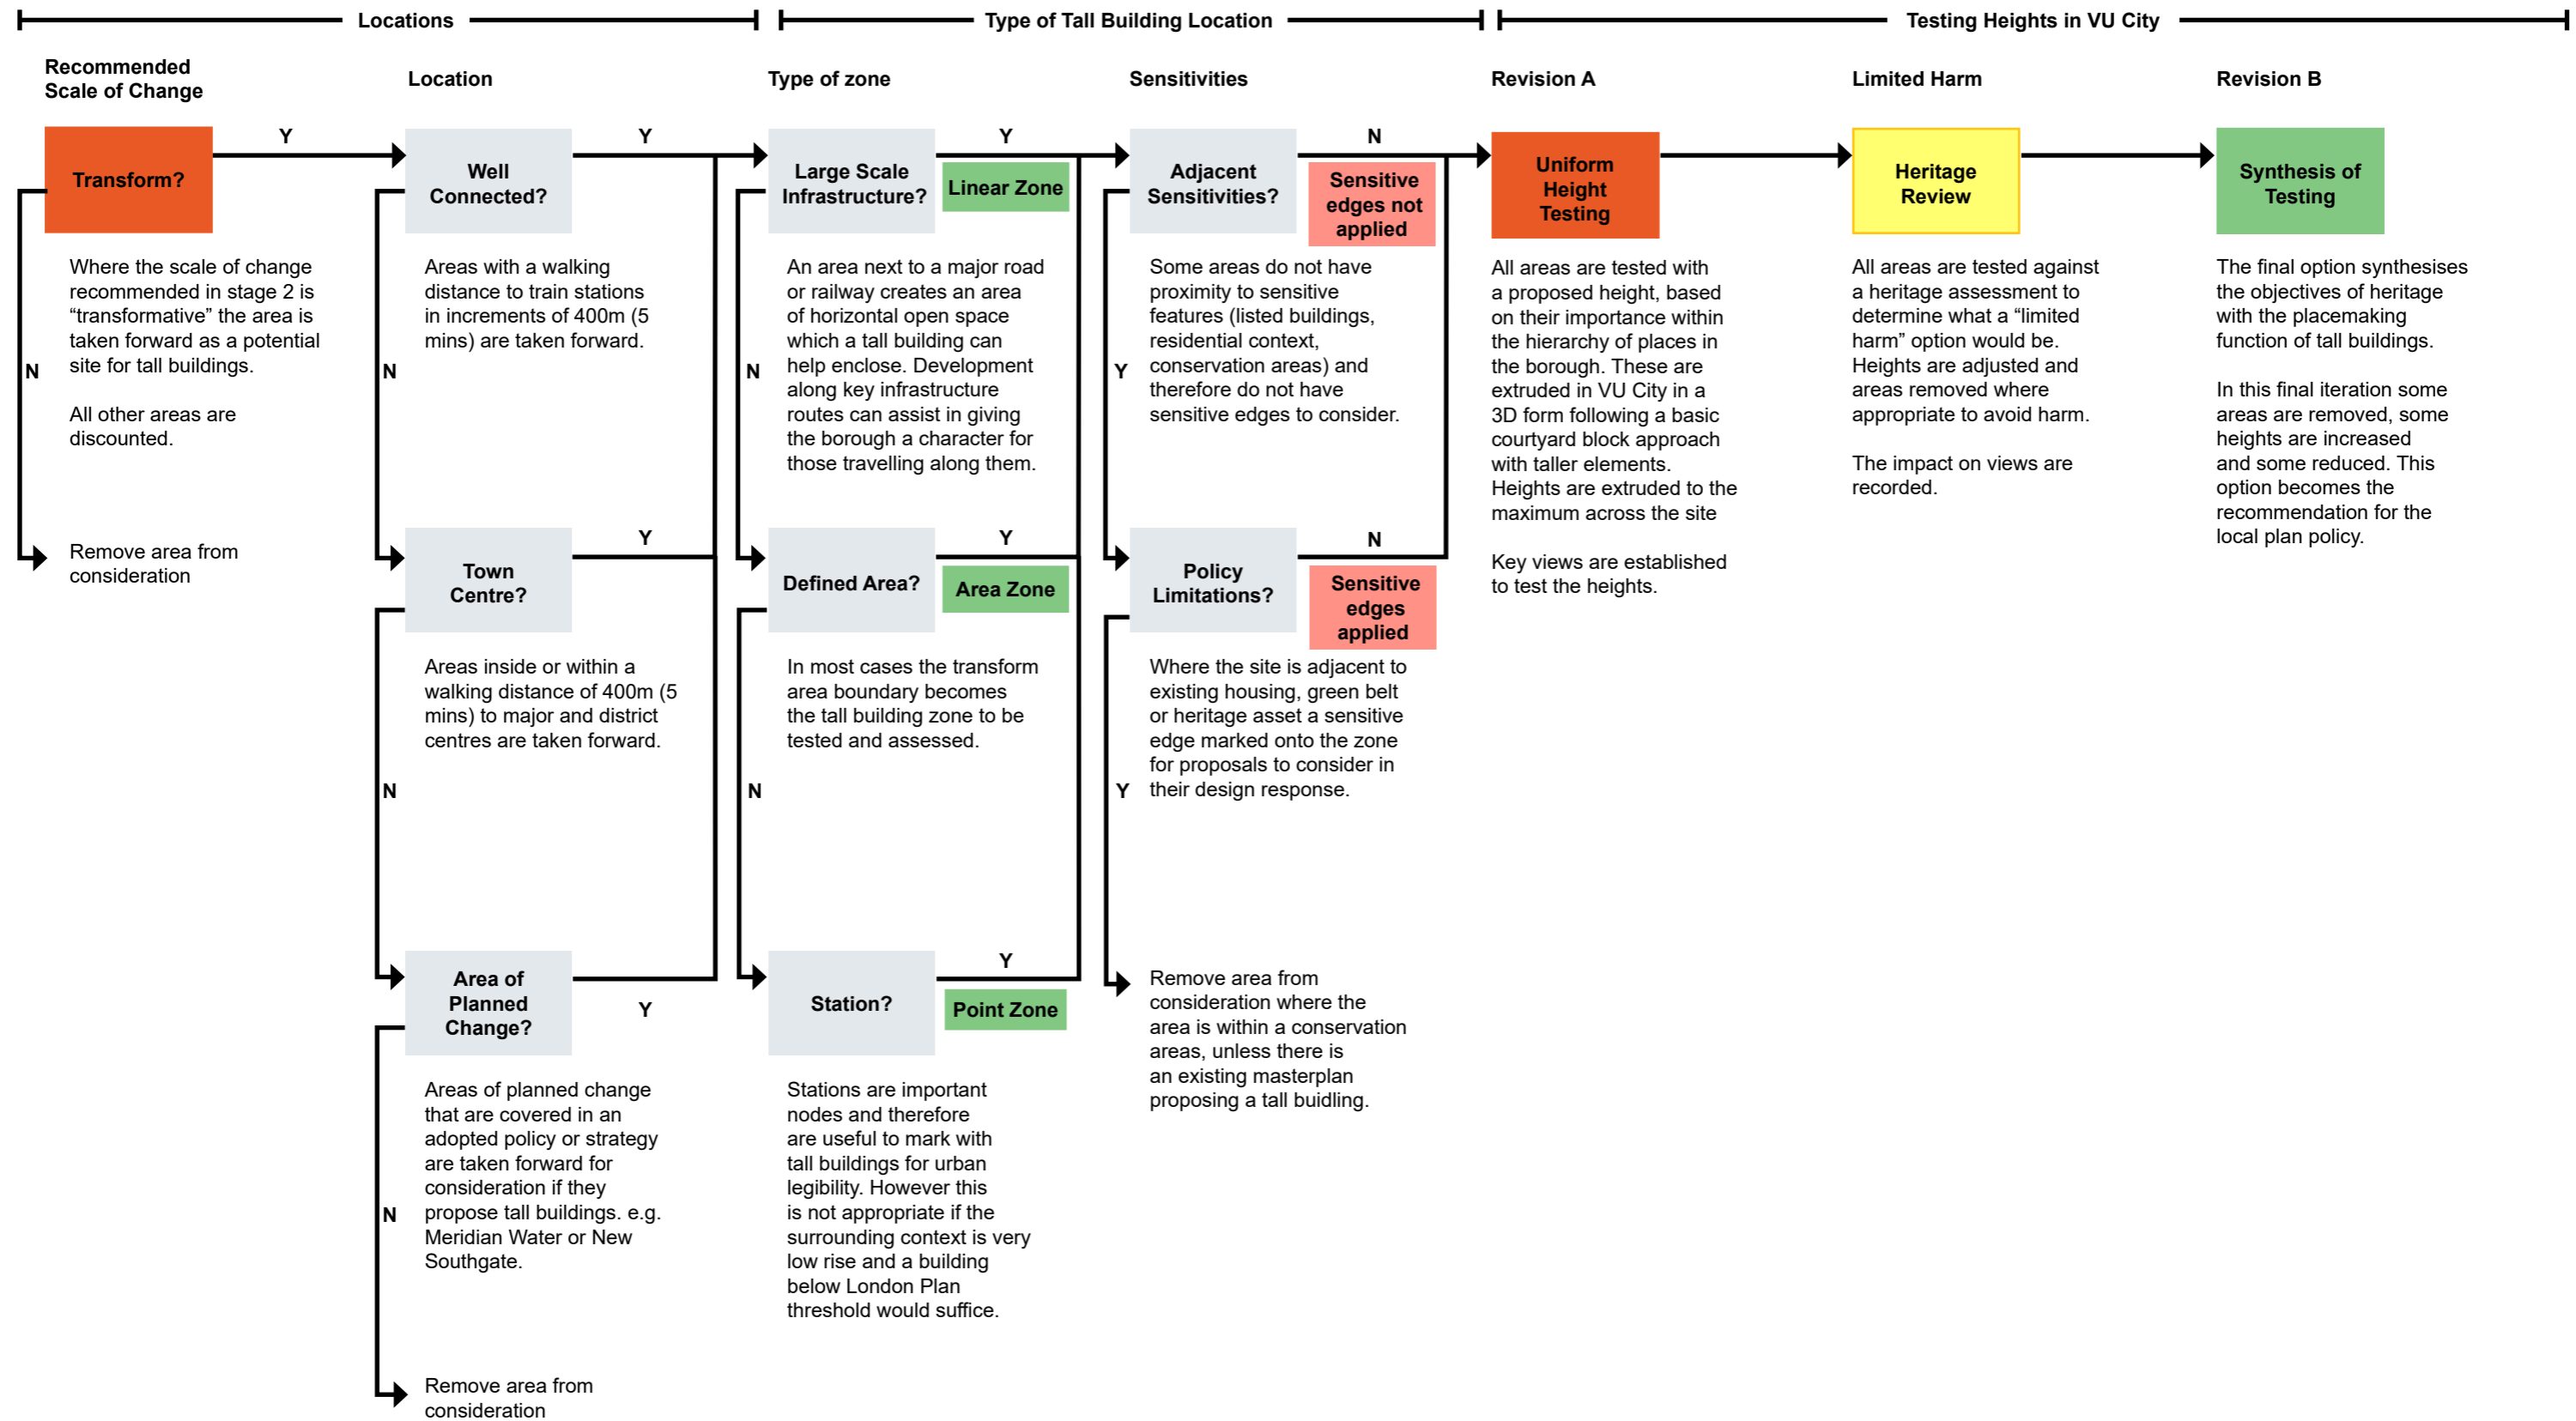 Locations
Type of Tall Building Location
Testing Heights in VU City
Recommended
Scale of Change
Location
Type of zone
Sensitivities
Revision A
Limited Harm
Revision B
Transform?
Y
N
Where the scale of change
recommended in stage 2 is
“transformative” the area is
taken forward as a potential
site for tall buildings.
All other areas are
discounted.
Remove area from
consideration
Well
Connected?
Y
N
Areas with a walking
distance to train stations
in increments of 400m (5
mins) are taken forward.
Town
Centre?
Y
N
Areas inside or within a
walking distance of 400m (5
mins) to major and district
centres are taken forward.
Area of
Planned
Change?
Y
N
Areas of planned change
that are covered in an
adopted policy or strategy
are taken forward for
consideration if they
propose tall buildings. e.g.
Meridian Water or New
Southgate.
Remove area from
consideration
Large Scale
Infrastructure?
Y
Linear Zone
N
An area next to a major road
or railway creates an area
of horizontal open space
which a tall building can
help enclose. Development
along key infrastructure
routes can assist in giving
the borough a character for
those travelling along them.
Defined Area?
Y
Area Zone
N
In most cases the transform
area boundary becomes
the tall building zone to be
tested and assessed.
Station?
Y
Point Zone
Stations are important
nodes and therefore
are useful to mark with
tall buildings for urban
legibility. However this
is not appropriate if the
surrounding context is very
low rise and a building
below London Plan
threshold would suffice.
Adjacent
Sensitivities?
N
Sensitive
edges not
applied
Y
Some areas do not have
proximity to sensitive
features (listed buildings,
residential context,
conservation areas) and
therefore do not have
sensitive edges to consider.
Policy
Limitations?
N
Sensitive
edges
applied
Y
Where the site is adjacent to
existing housing, green belt
or heritage asset a sensitive
edge marked onto the zone
for proposals to consider in
their design response.
Remove area from
consideration where the
area is within a conservation
areas, unless there is
an existing masterplan
proposing a tall buidling.
Uniform
Height
Testing
All areas are tested with
a proposed height, based
on their importance within
the hierarchy of places in
the borough. These are
extruded in VU City in a
3D form following a basic
courtyard block approach
with taller elements.
Heights are extruded to the
maximum across the site
Key views are established
to test the heights.
Heritage
Review
All areas are tested against
a heritage assessment to
determine what a “limited
harm” option would be.
Heights are adjusted and
areas removed where
appropriate to avoid harm.
The impact on views are
recorded.
Synthesis of
Testing
The final option synthesises
the objectives of heritage
with the placemaking
function of tall buildings.
In this final iteration some
areas are removed, some
heights are increased
and some reduced. This
option becomes the
recommendation for the
local plan policy.